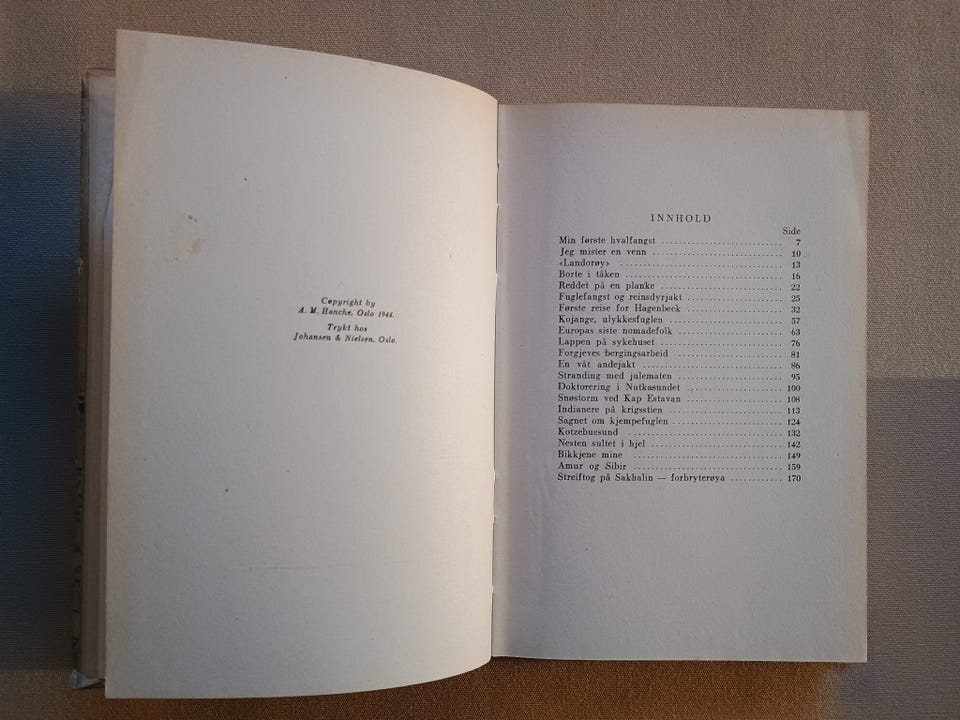 Copyright by
A. M. Hanche, Oslo 1944.
Trykt hos
Johansen & Nielsen, Oslo.
INNHOLD
Side
Min første hvalfangst 7
Jeg mister en venn 10
«Landorøy» 13
Borte i tåken 16
Reddet på en planke 22
Fuglefangst og reinsdyrjakt 25
Første reise for Hagenbeck 32
Kojange, ulykkesfuglen 57
Europas siste nomadefolk 63
Lappen på sykehuset 76
Forgjeves bergingsarbeid 81
En våt andejakt 86
Stranding med julematen 95
Doktorering i Nutkasundet 100
Snøstorm ved Kap Estavan 108
Indianere på krigsstien 113
Sagnet om kjempefuglen 124
Kotzebuesund 132
Nesten sultet i hjel 142
Bikkjene mine 149
Amur og Sibir 159
Streiftog på Sakhalin — forbryterøya 170